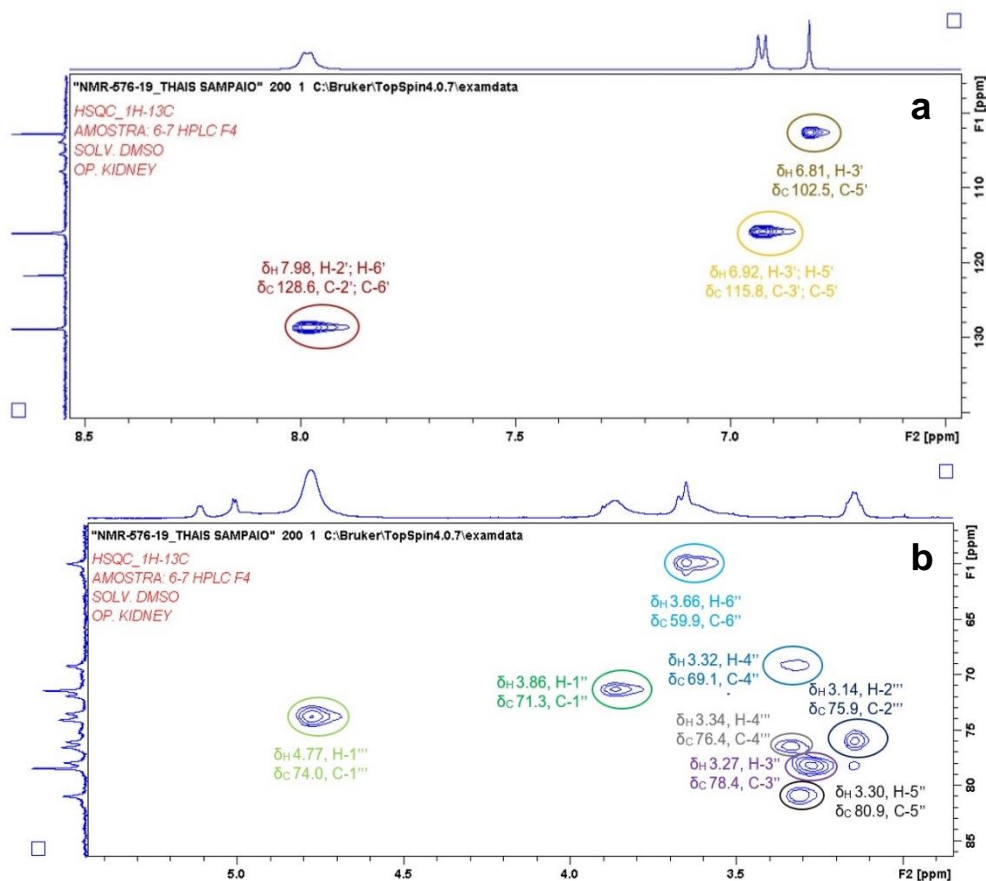 a
"NMR-576-19_THAIS SAMPAIO" 200 1 C:\Bruker\TopSpin4.0.7\examdata
HSQC_1H-13C
AMOSTRA: 6-7 HPLC F4
SOLV. DMSO
OP. KIDNEY
δH 6.81, H-3'
δC 102.5, C-5'
δH 7.98, H-2'; H-6'
δC 128.6, C-2'; C-6'
δH 6.92, H-3'; H-5'
δC 115.8, C-3'; C-5'
F1 [ppm]
110
120
130
8.5 8.0 7.5 7.0 F2 [ppm]
b
"NMR-576-19_THAIS SAMPAIO" 200 1 C:\Bruker\TopSpin4.0.7\examdata
HSQC_1H-13C
AMOSTRA: 6-7 HPLC F4
SOLV. DMSO
OP. KIDNEY
δH 3.66, H-6''
δC 59.9, C-6''
δH 3.86, H-1''
δC 71.3, C-1''
δH 3.32, H-4''
δC 69.1, C-4''
δH 3.14, H-2'''
δC 75.9, C-2'''
δH 4.77, H-1'''
δC 74.0, C-1'''
δH 3.34, H-4'''
δC 76.4, C-4'''
δH 3.27, H-3''
δC 78.4, C-3''
δH 3.30, H-5''
δC 80.9, C-5''
F1 [ppm]
65
70
75
80
85
5.0 4.5 4.0 3.5 F2 [ppm]